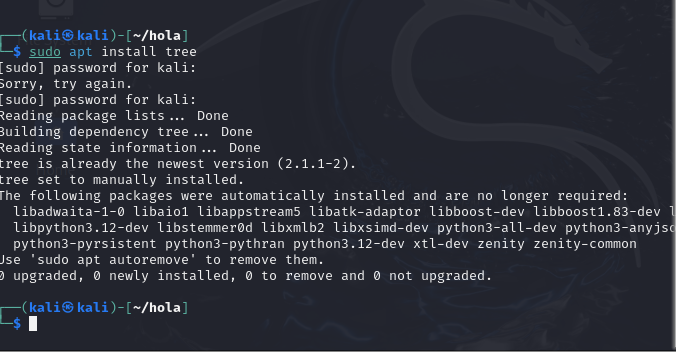 ┌──(kali㉿kali)-[~/hola]
└─$ sudo apt install tree
[sudo] password for kali:
Sorry, try again.
[sudo] password for kali:
Reading package lists... Done
Building dependency tree... Done
Reading state information... Done
tree is already the newest version (2.1.1-2).
tree set to manually installed.
The following packages were automatically installed and are no longer required:
  libadwaita-1-0 libaio1 libappstream5 libatk-adaptor libboost-dev libboost1.83-dev l
  libpython3.12-dev libstemmer0d libxmlb2 libxsimd-dev python3-all-dev python3-anyjso
  python3-pyrsistent python3-pythran python3.12-dev xtl-dev zenity zenity-common
Use 'sudo apt autoremove' to remove them.
0 upgraded, 0 newly installed, 0 to remove and 0 not upgraded.
┌──(kali㉿kali)-[~/hola]
└─$